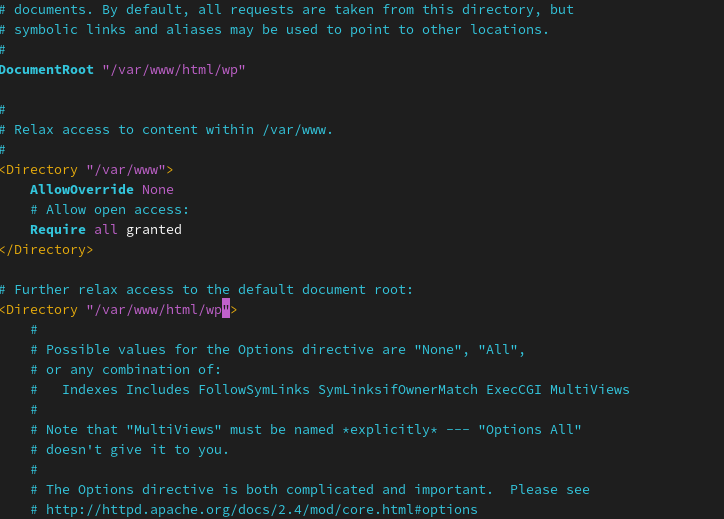 # documents. By default, all requests are taken from this directory, but
# symbolic links and aliases may be used to point to other locations.
#
DocumentRoot "/var/www/html/wp"
#
# Relax access to content within /var/www.
#
<Directory "/var/www">
AllowOverride None
# Allow open access:
Require all granted
</Directory>
# Further relax access to the default document root:
<Directory "/var/www/html/wp">
#
# Possible values for the Options directive are "None", "All",
# or any combination of:
#   Indexes Includes FollowSymLinks SymLinksifOwnerMatch ExecCGI MultiViews
#
# Note that "MultiViews" must be named *explicitly* --- "Options All"
# doesn't give it to you.
#
# The Options directive is both complicated and important.  Please see
# http://httpd.apache.org/docs/2.4/mod/core.html#options